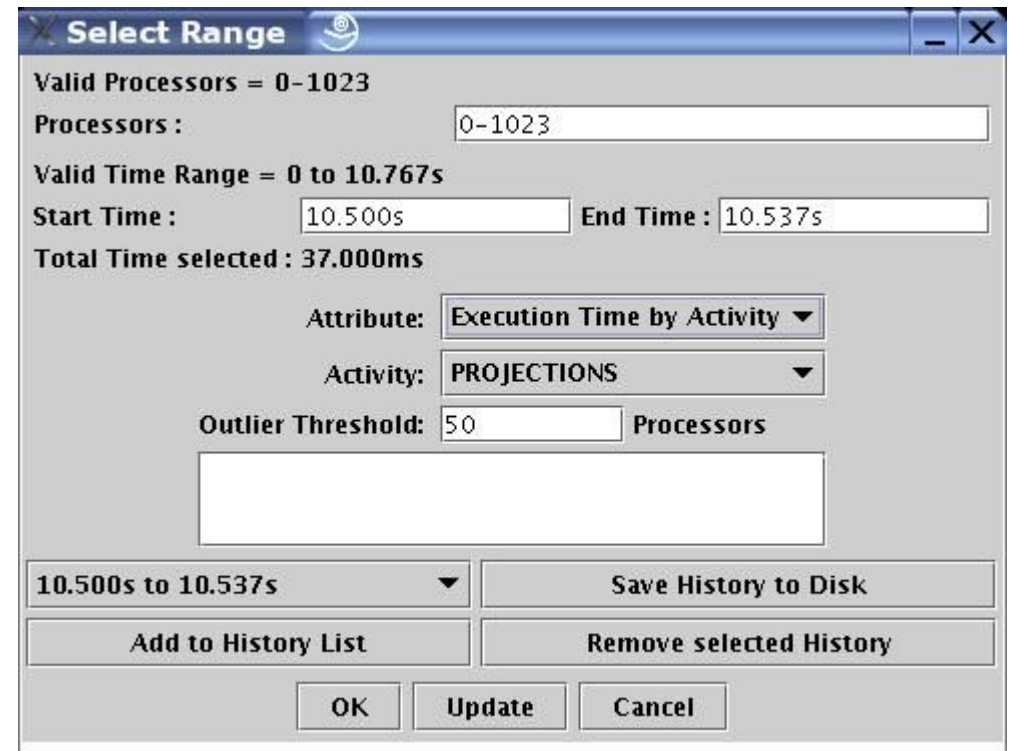 Select Range
Valid Processors = 0-1023
Processors : 0-1023
Valid Time Range = 0 to 10.767s
Start Time : 10.500s End Time : 10.537s
Total Time selected : 37.000ms
Attribute: Execution Time by Activity
Activity: PROJECTIONS
Outlier Threshold: 50 Processors
10.500s to 10.537s Save History to Disk
Add to History List Remove selected History
OK Update Cancel